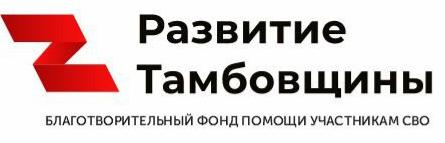 Развитие
Тамбовщины
БЛАГОТВОРИТЕЛЬНЫЙ ФОНД ПОМОЩИ УЧАСТНИКАМ СВО